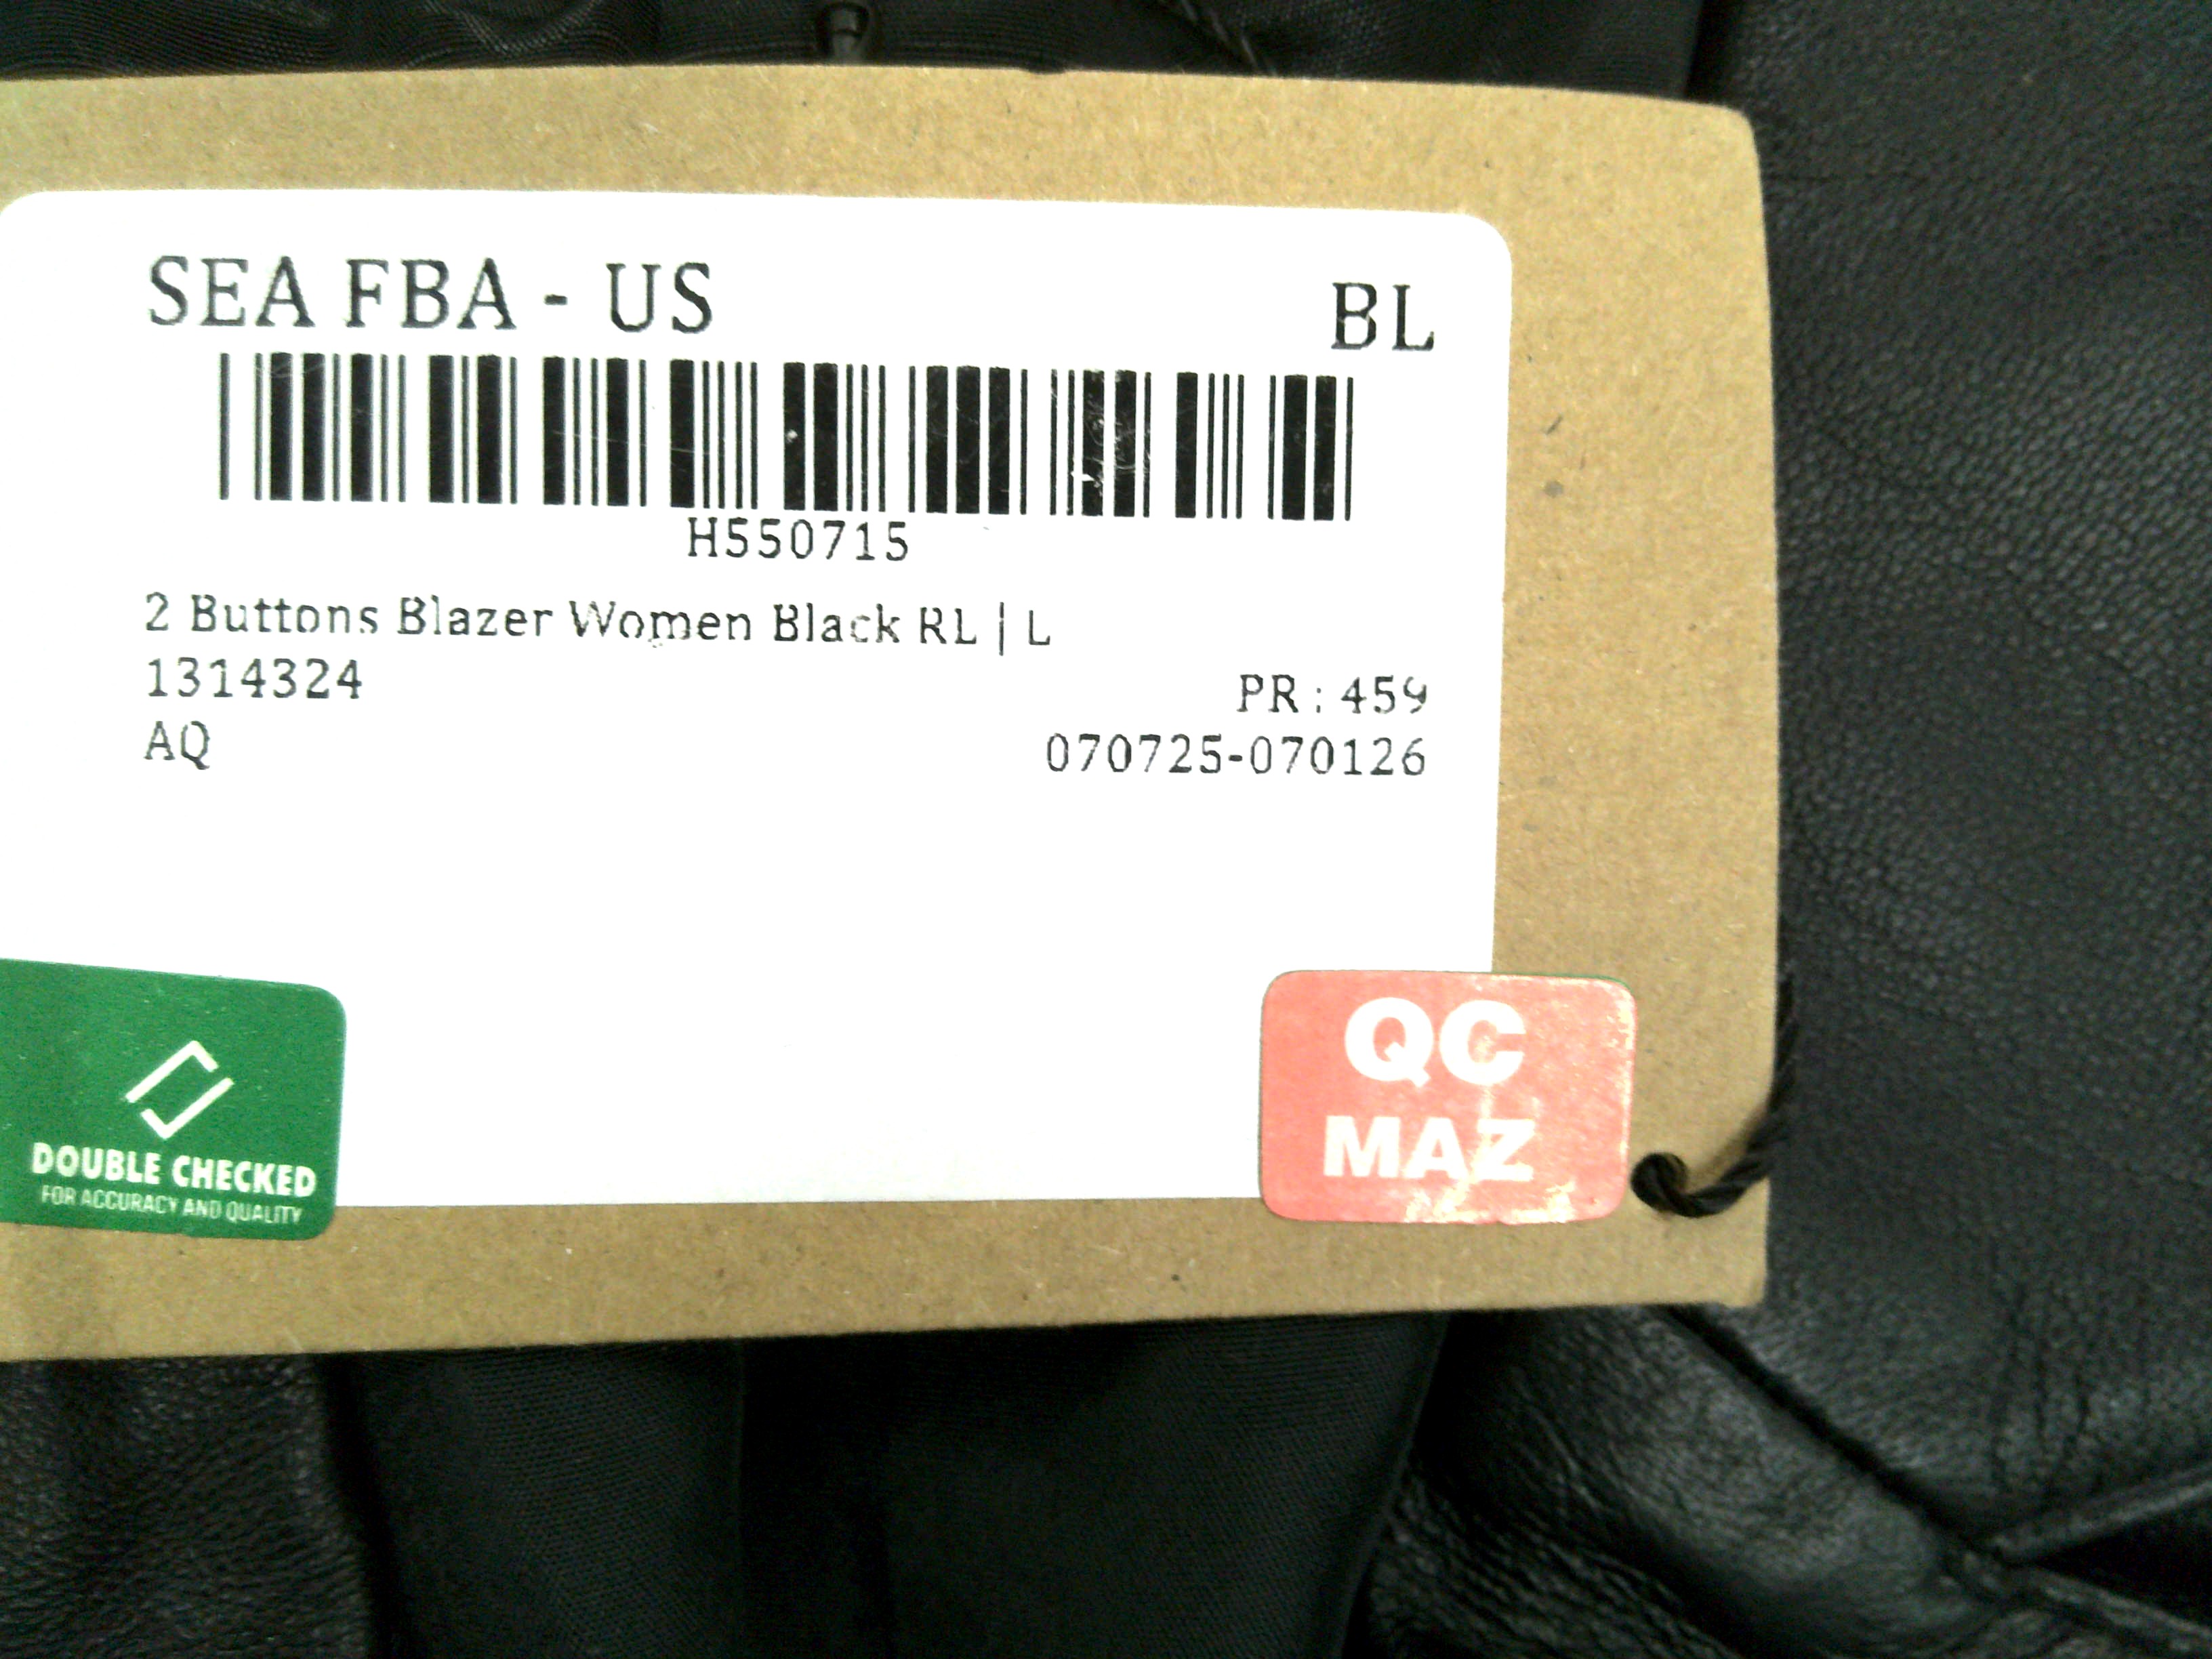 SEA FBA - US
BL
H550715
2 Buttons Blazer Women Black RL | L
1314324
PR : 459
AQ
070725-070126
QC
MAZ
DOUBLE CHECKED
FOR ACCURACY AND QUALITY